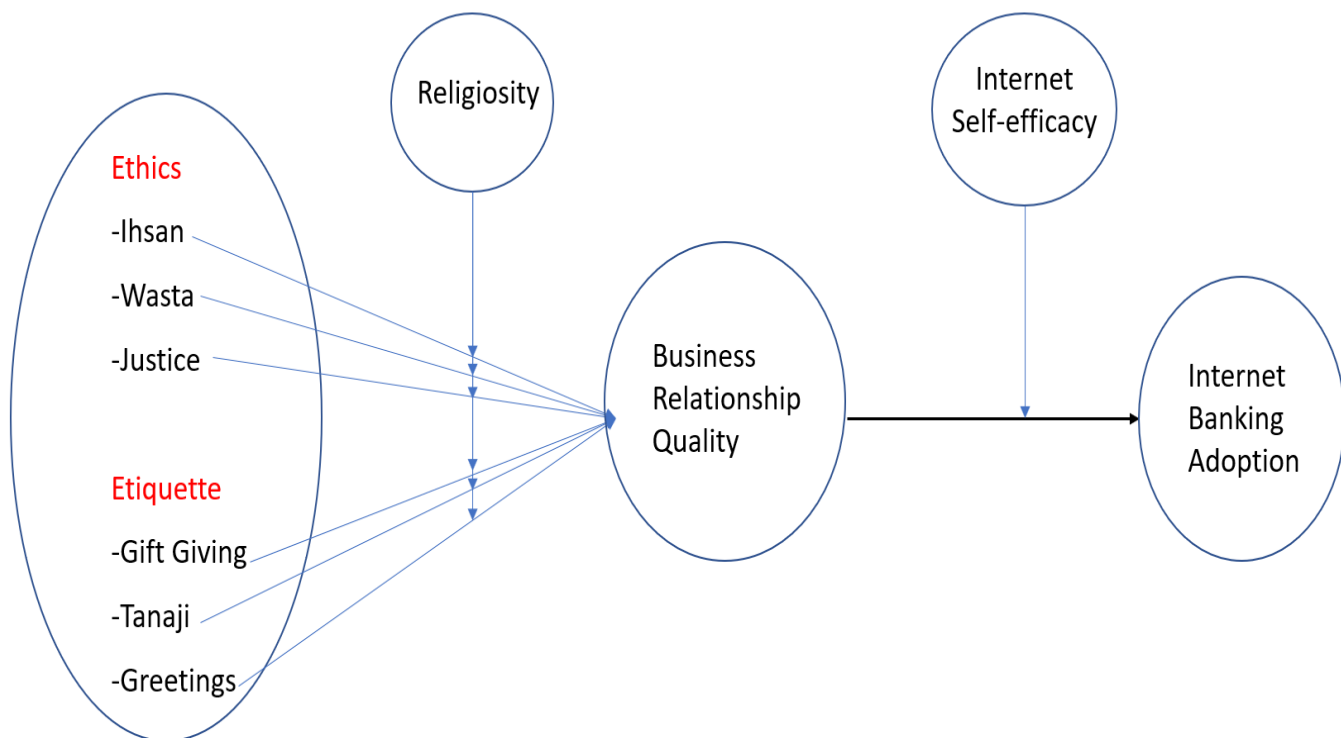 Religiosity
Internet
Self-efficacy
Ethics
-Ihsan
-Wasta
-Justice
Etiquette
-Gift Giving
-Tanaji
-Greetings
Business
Relationship
Quality
Internet
Banking
Adoption